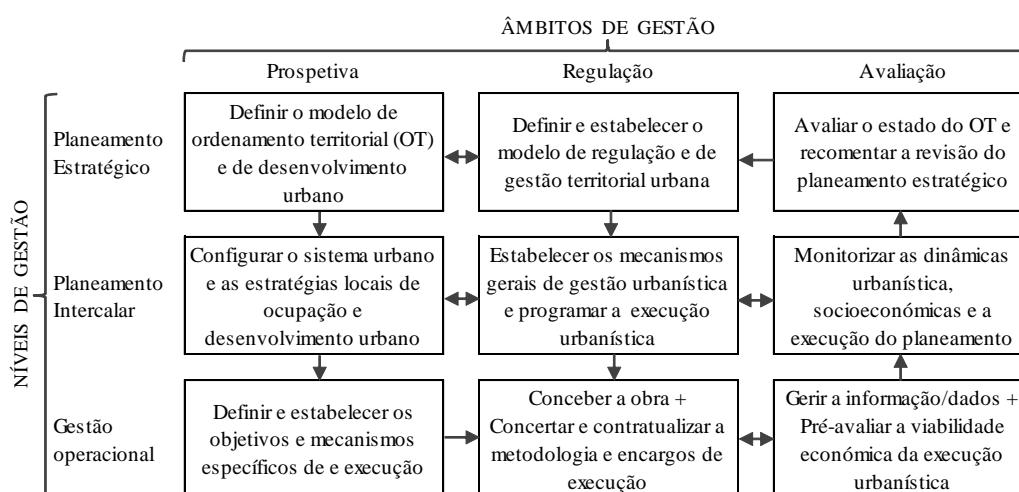 ÂMBITOS DE GESTÃO
Prospetiva
Regulação
Avaliação
NÍVEIS DE GESTÃO
Planeamento
Estratégico
Definir o modelo de
ordenamento territorial (OT)
e de desenvolvimento
urbano
Definir e estabelecer o
modelo de regulação e de
gestão territorial urbana
Avaliar o estado do OT e
recomentar a revisão do
planeamento estratégico
Planeamento
Intercalar
Configurar o sistema urbano
e as estratégias locais de
ocupação e
desenvolvimento urbano
Estabelecer os mecanismos
gerais de gestão urbanística
e programar a execução
urbanística
Monitorizar as dinâmicas
urbanística,
socioeconómicas e a
execução do planeamento
Gestão
operacional
Definir e estabelecer os
objetivos e mecanismos
específicos de e execução
Conceber a obra +
Concertar e contratualizar a
metodologia e encargos de
execução
Gerir a informação/dados +
Pré-avaliar a viabilidade
económica da execução
urbanística